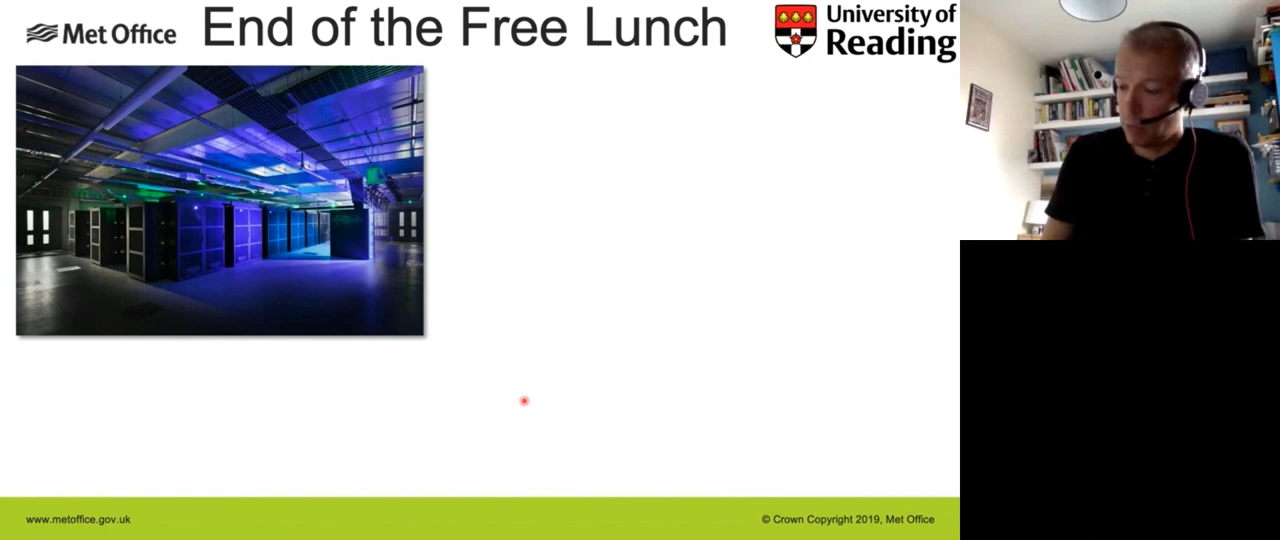 Met Office
End of the Free Lunch
University of
Reading
www.metoffice.gov.uk
© Crown Copyright 2019, Met Office